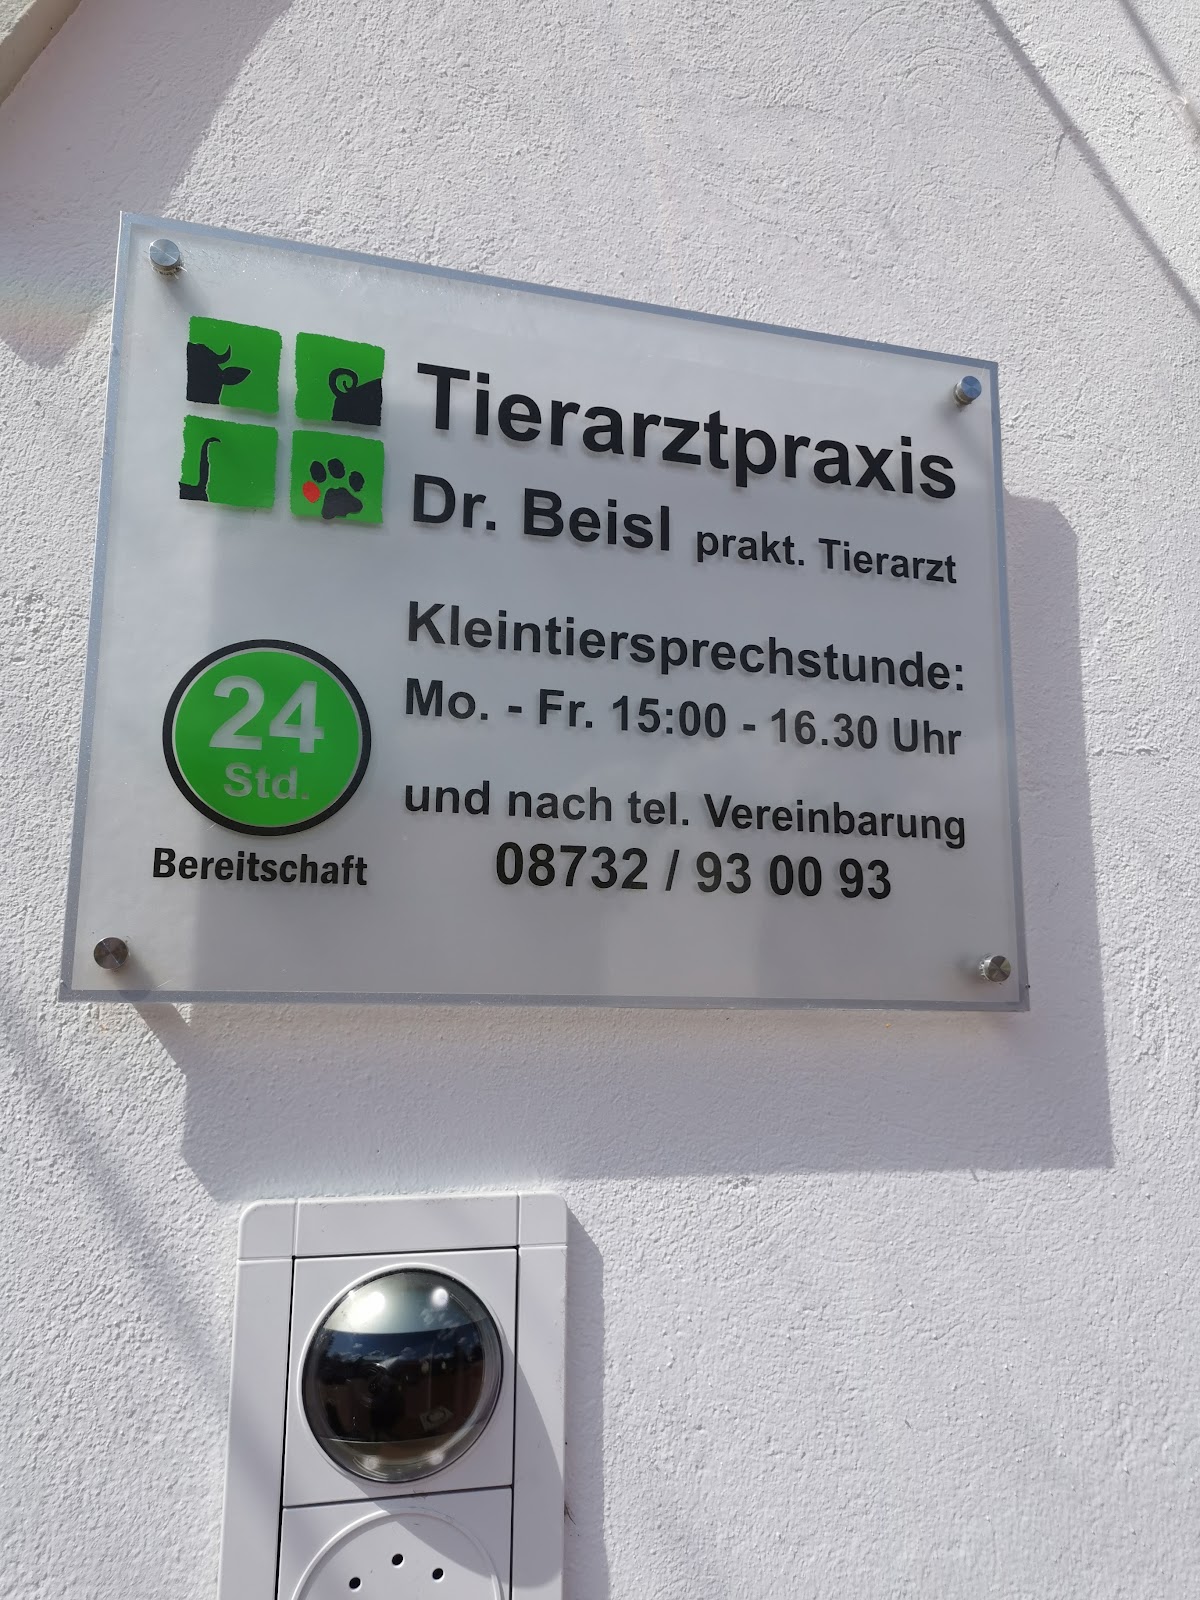 Tierarztpraxis
Dr. Beisl prakt. Tierarzt
Kleintiersprechstunde:
Mo. - Fr. 15:00 - 16.30 Uhr
und nach tel. Vereinbarung
08732 / 93 00 93
24
Std.
Bereitschaft